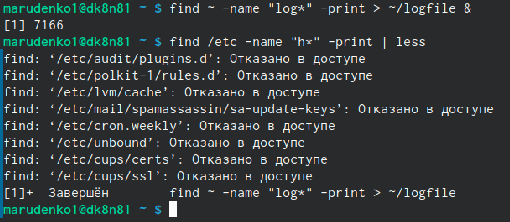 marudenko1@dk8n81 ~ $ find ~ -name "log*" -print > ~/logfile &
[1] 7166
marudenko1@dk8n81 ~ $ find /etc -name "h*" -print | less
find: ‘/etc/audit/plugins.d’: Отказано в доступе
find: ‘/etc/polkit-1/rules.d’: Отказано в доступе
find: ‘/etc/lvm/cache’: Отказано в доступе
find: ‘/etc/mail/spamassassin/sa-update-keys’: Отказано в доступе
find: ‘/etc/cron.weekly’: Отказано в доступе
find: ‘/etc/unbound’: Отказано в доступе
find: ‘/etc/cups/certs’: Отказано в доступе
find: ‘/etc/cups/ssl’: Отказано в доступе
[1]+  Завершён        find ~ -name "log*" -print > ~/logfile
marudenko1@dk8n81 ~ $